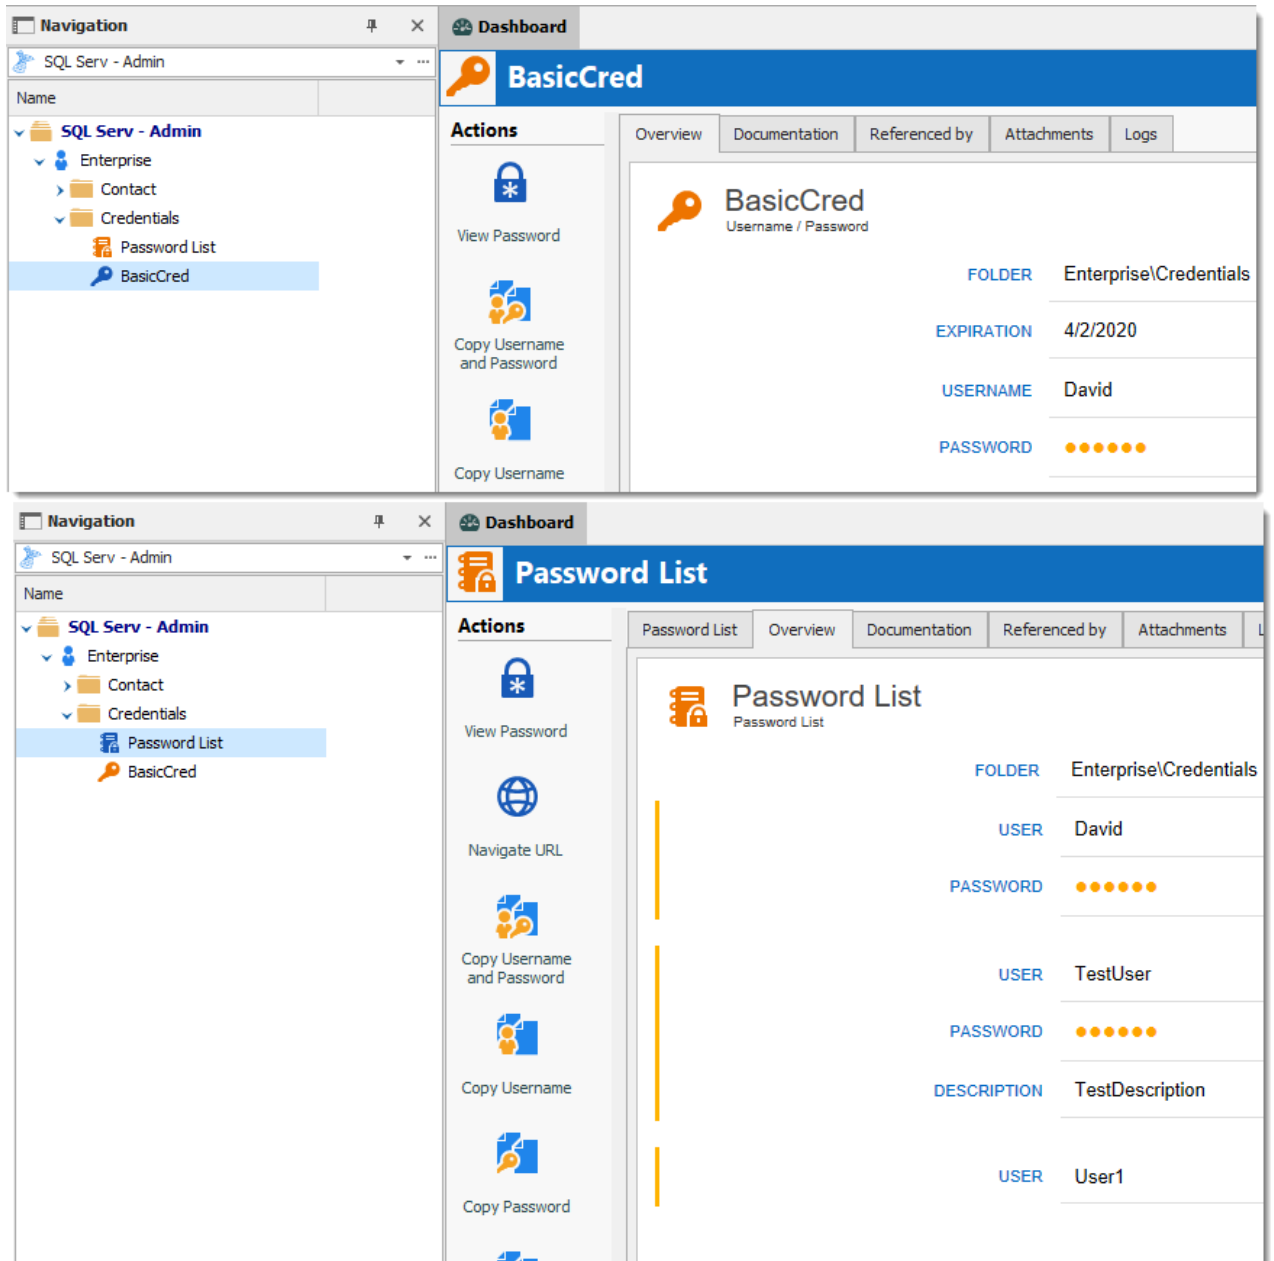 Navigation
SQL Serv - Admin
Name
SQL Serv - Admin
Enterprise
Contact
Credentials
Password List
BasicCred
Dashboard
BasicCred
Actions
View Password
Copy Username
and Password
Copy Username
Overview Documentation Referenced by Attachments Logs
BasicCred
Username / Password
FOLDER Enterprise\Credentials
EXPIRATION 4/2/2020
USERNAME David
PASSWORD ●●●●●●
Navigation
SQL Serv - Admin
Name
SQL Serv - Admin
Enterprise
Contact
Credentials
Password List
BasicCred
Dashboard
Password List
Actions
View Password
Navigate URL
Copy Username
and Password
Copy Username
Copy Password
Password List Overview Documentation Referenced by Attachments
Password List
Password List
FOLDER Enterprise\Credentials
USER David
PASSWORD ●●●●●●
USER TestUser
PASSWORD ●●●●●●
DESCRIPTION TestDescription
USER User1